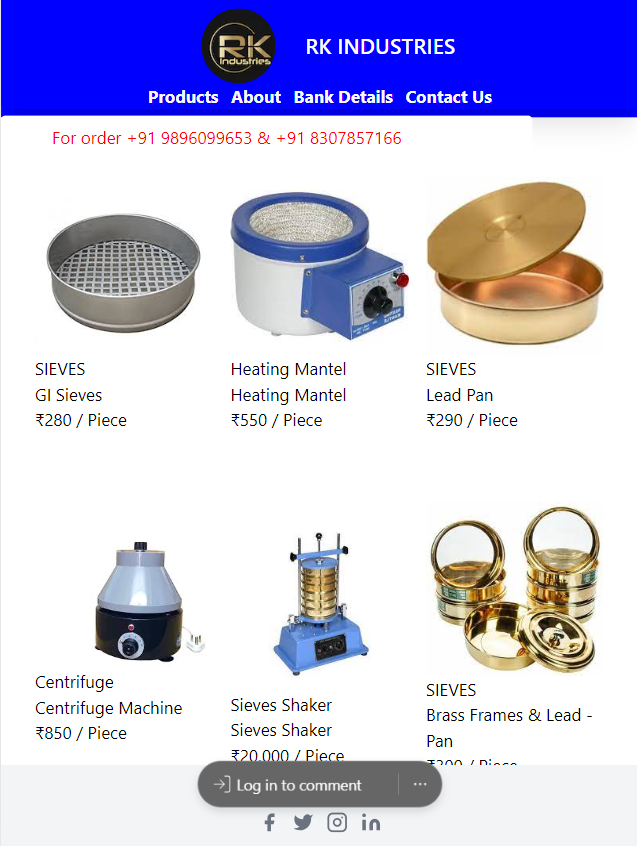 RK
Industries
RK INDUSTRIES
Products About Bank Details Contact Us
For order +91 9896099653 & +91 8307857166
SIEVES
GI Sieves
₹280 / Piece
Heating Mantel
Heating Mantel
₹550 / Piece
SIEVES
Lead Pan
₹290 / Piece
Centrifuge
Centrifuge Machine
₹850 / Piece
Sieves Shaker
Sieves Shaker
₹20,000 / Piece
SIEVES
Brass Frames & Lead -
Pan
₹300 / Piece
Log in to comment